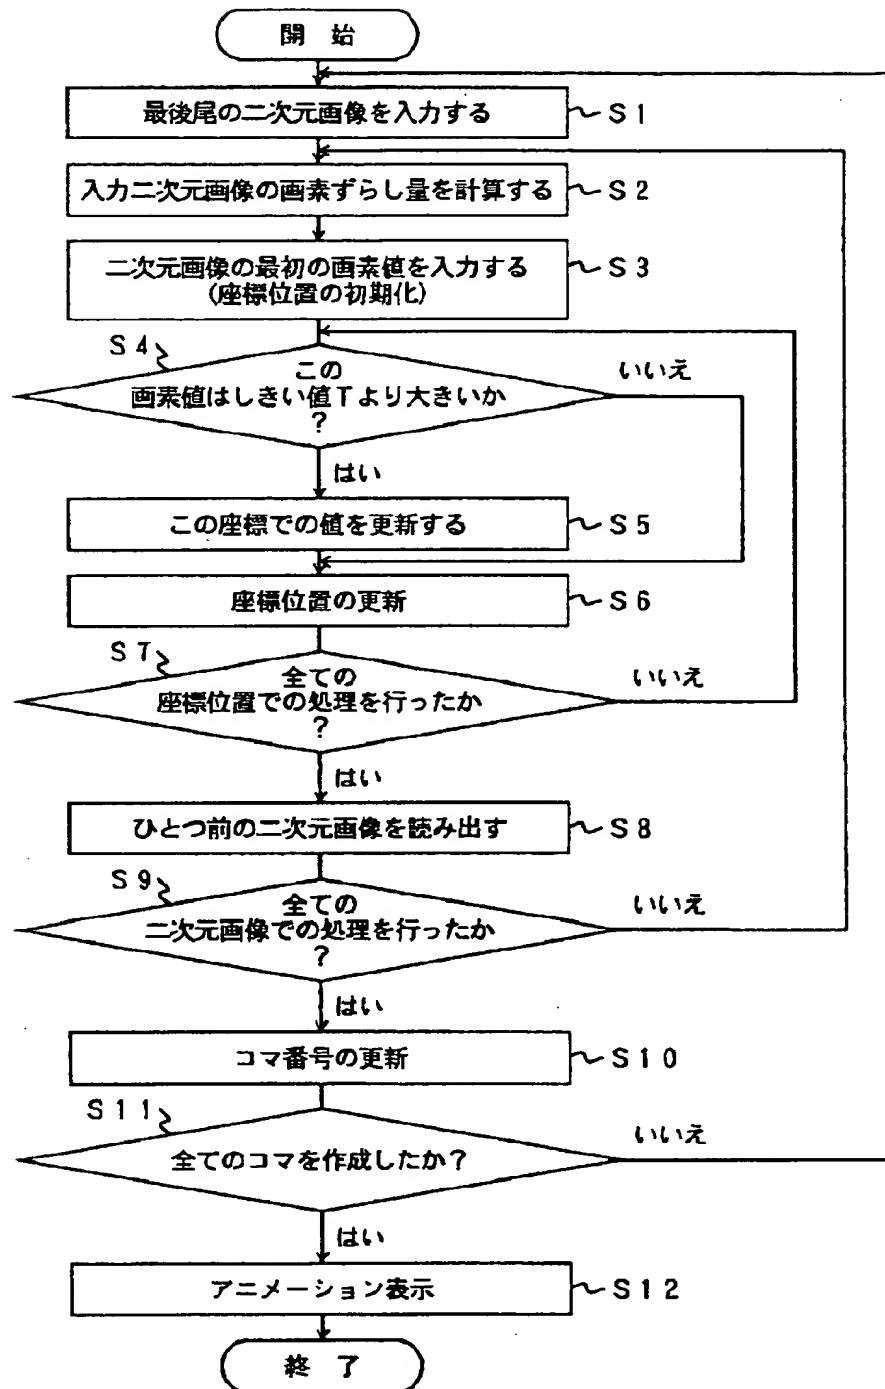 開 始
最後尾の二次元画像を入力する
S1
入力二次元画像の画素ずらし量を計算する
S2
二次元画像の最初の画素値を入力する
(座標位置の初期化)
S3
S4
この
画素値はしきい値Tより大きいか
?
いいえ
はい
この座標での値を更新する
S5
座標位置の更新
S6
S7
全ての
座標位置での処理を行ったか
?
いいえ
はい
ひとつ前の二次元画像を読み出す
S8
S9
全ての
二次元画像での処理を行ったか
?
いいえ
はい
コマ番号の更新
S10
S11
全てのコマを作成したか?
いいえ
はい
アニメーション表示
S12
終 了